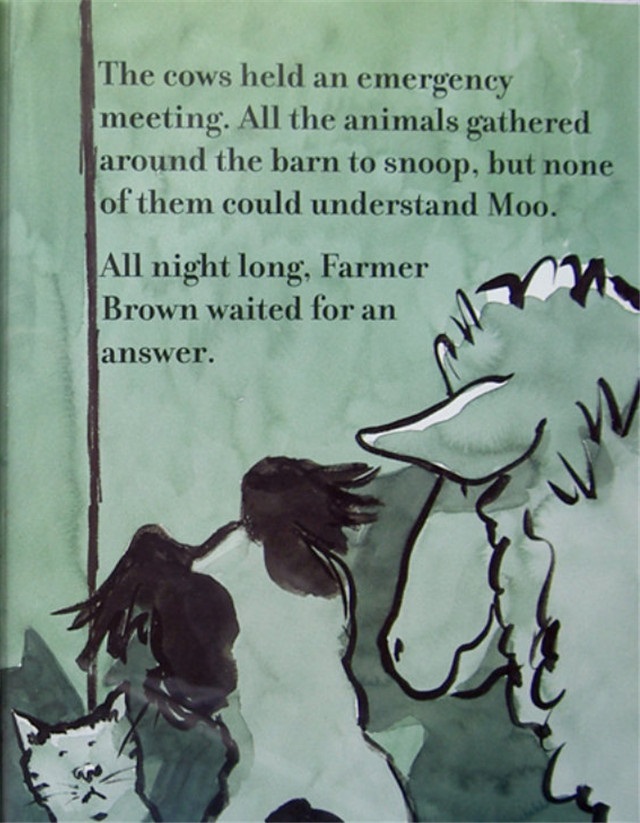 The cows held an emergency
meeting. All the animals gathered
around the barn to snoop, but none
of them could understand Moo.
All night long, Farmer
Brown waited for an
answer.